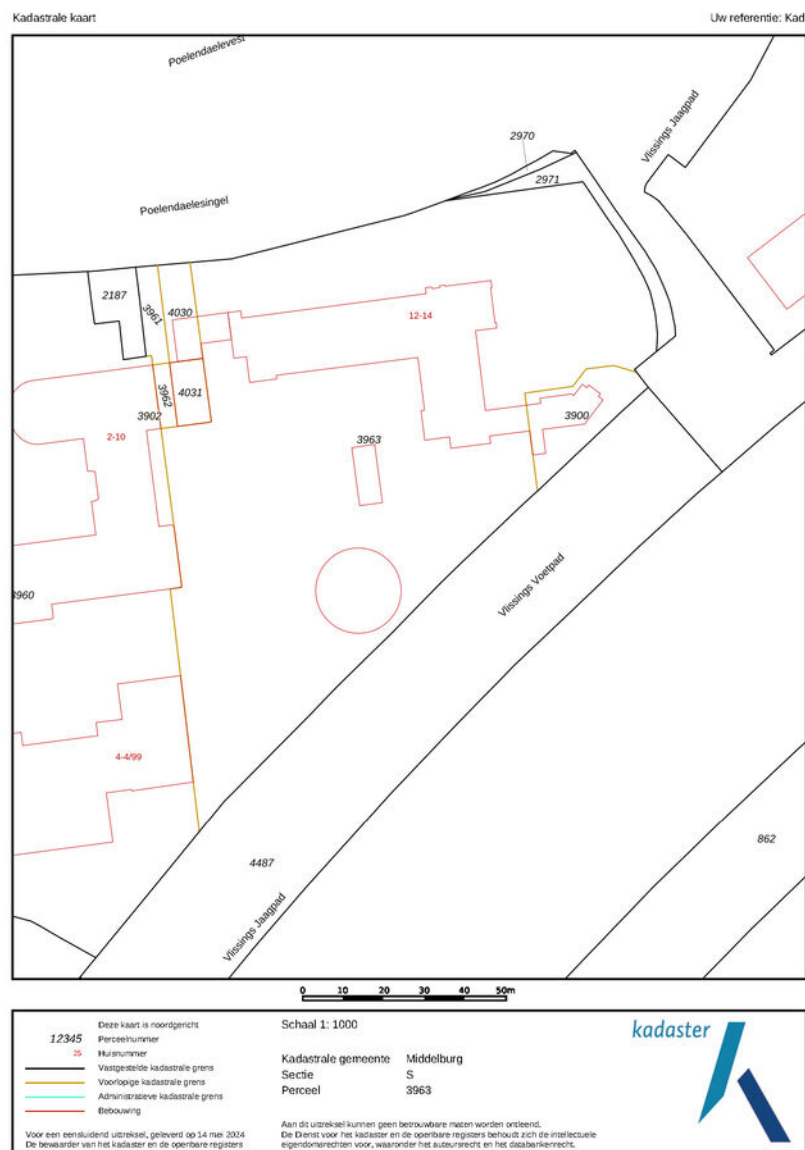 Kadastrale kaart
Uw referentie: Kad
Poelendaelevest
Vlissings Jaagpad
2970
2971
Poelendaelesingel
2187
3961
4030
12-14
3962
4031
3902
3900
2-10
3963
Vlissings Voetpad
3960
4-4/99
862
4487
Vlissings Jaagpad
0 10 20 30 40 50m
Deze kaart is noordgericht
12345 Perceelnummer
25 Huisnummer
Vastgestelde kadastrale grens
Voorlopige kadastrale grens
Administratieve kadastrale grens
Bebouwing
Voor een eensluidend uittreksel, geleverd op 14 mei 2024
De bewaarder van het kadaster en de openbare registers
Schaal 1: 1000
Kadastrale gemeente Middelburg
Sectie S
Perceel 3963
Aan dit uittreksel kunnen geen betrouwbare maten worden ontleend.
De Dienst voor het kadaster en de openbare registers behoudt zich de intellectuele
eigendomsrechten voor, waaronder het auteursrecht en het databankenrecht.
kadaster